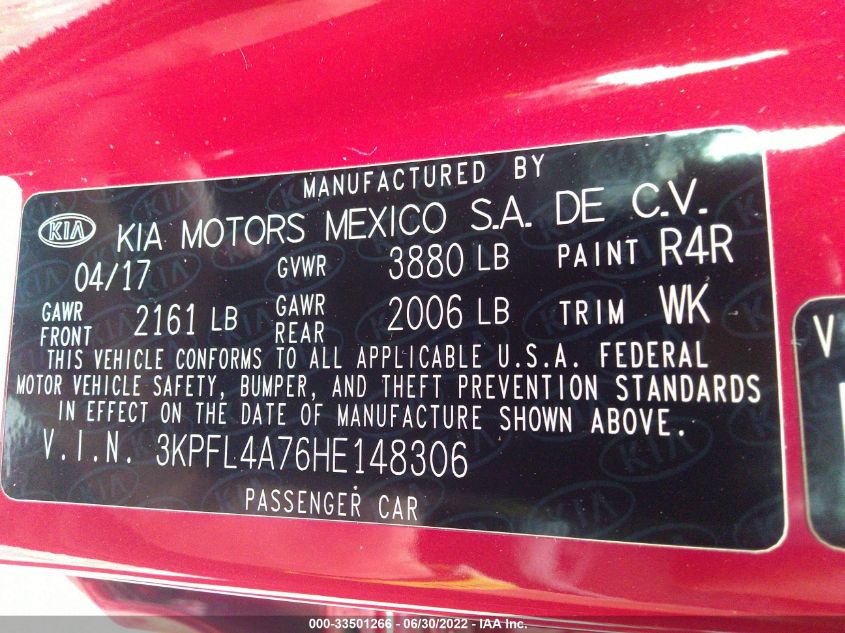 MANUFACTURED BY
KIA KIA MOTORS MEXICO S.A. DE C.V.
04/17 GVWR 3880 LB PAINT R4R
GAWR FRONT 2161 LB GAWR REAR 2006 LB TRIM WK
THIS VEHICLE CONFORMS TO ALL APPLICABLE U.S.A. FEDERAL
MOTOR VEHICLE SAFETY, BUMPER, AND THEFT PREVENTION STANDARDS
IN EFFECT ON THE DATE OF MANUFACTURE SHOWN ABOVE.
V.I.N. 3KPFL4A76HE148306
PASSENGER CAR
V
000-33501266 - 06/30/2022 - IAA Inc.